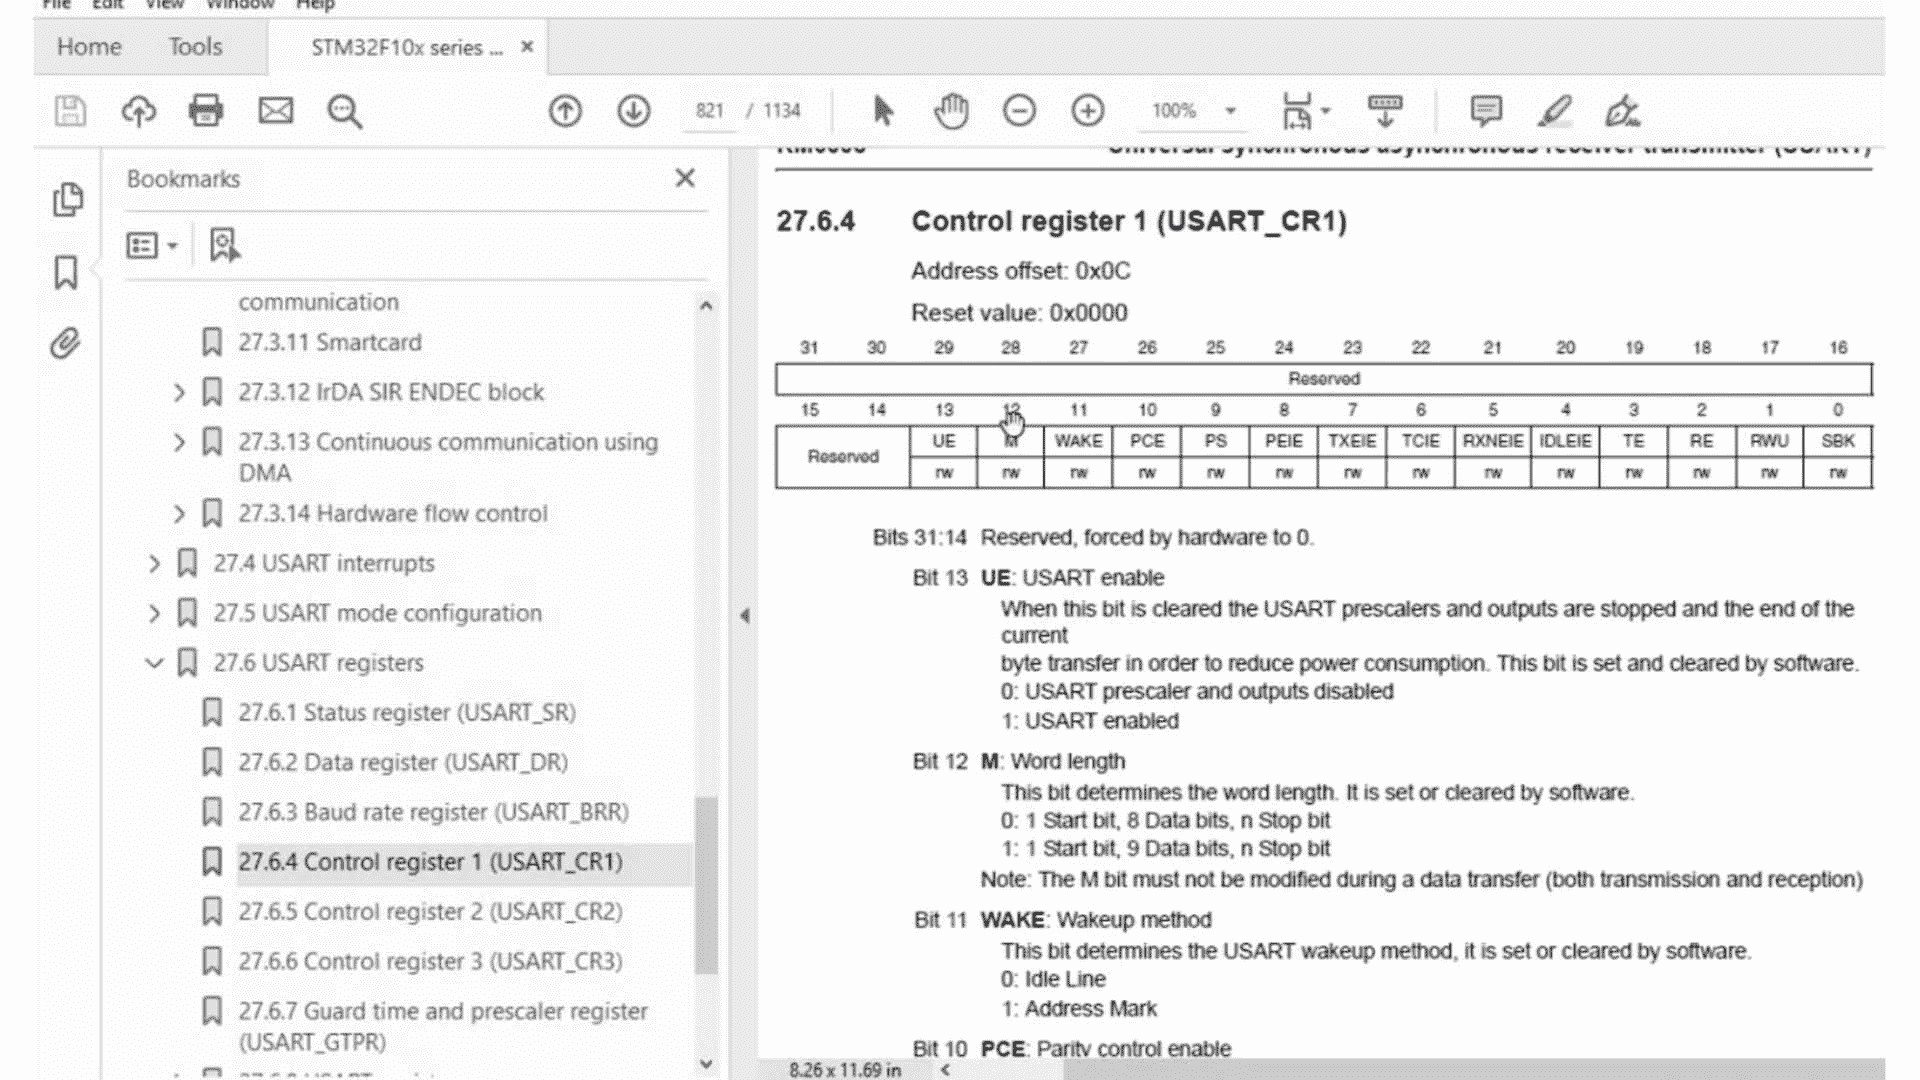 File Edit View Window Help
Home Tools STM32F10x series ...
821 / 1134 100%
Bookmarks
communication
27.3.11 Smartcard
27.3.12 IrDA SIR ENDEC block
27.3.13 Continuous communication using
DMA
27.3.14 Hardware flow control
27.4 USART interrupts
27.5 USART mode configuration
27.6 USART registers
27.6.1 Status register (USART_SR)
27.6.2 Data register (USART_DR)
27.6.3 Baud rate register (USART_BRR)
27.6.4 Control register 1 (USART_CR1)
27.6.5 Control register 2 (USART_CR2)
27.6.6 Control register 3 (USART_CR3)
27.6.7 Guard time and prescaler register
(USART_GTPR)
Universal synchronous asynchronous receiver transmitter (USART)
27.6.4 Control register 1 (USART_CR1)
Address offset: 0x0C
Reset value: 0x0000
31 30 29 28 27 26 25 24 23 22 21 20 19 18 17 16
Reserved
15 14 13 12 11 10 9 8 7 6 5 4 3 2 1 0
Reserved UE M WAKE PCE PS PEIE TXEIE TCIE RXNEIE IDLEIE TE RE RWU SBK
rw rw rw rw rw rw rw rw rw rw rw rw rw rw
Bits 31:14 Reserved, forced by hardware to 0.
Bit 13 UE: USART enable
When this bit is cleared the USART prescalers and outputs are stopped and the end of the
current
byte transfer in order to reduce power consumption. This bit is set and cleared by software.
0: USART prescaler and outputs disabled
1: USART enabled
Bit 12 M: Word length
This bit determines the word length. It is set or cleared by software.
0: 1 Start bit, 8 Data bits, n Stop bit
1: 1 Start bit, 9 Data bits, n Stop bit
Note: The M bit must not be modified during a data transfer (both transmission and reception)
Bit 11 WAKE: Wakeup method
This bit determines the USART wakeup method, it is set or cleared by software.
0: Idle Line
1: Address Mark
Bit 10 PCE: Parity control enable
8.26 x 11.69 in